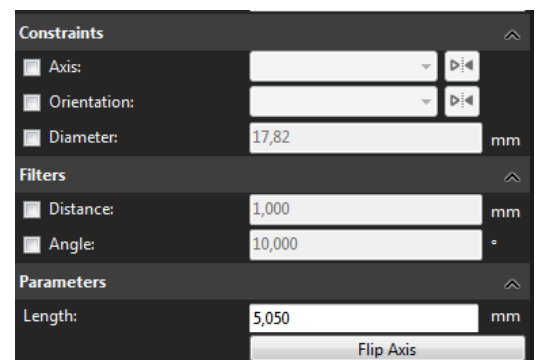 Constraints
Axis:
Orientation:
Diameter: 17,82 mm
Filters
Distance: 1,000 mm
Angle: 10,000 °
Parameters
Length: 5,050 mm
Flip Axis